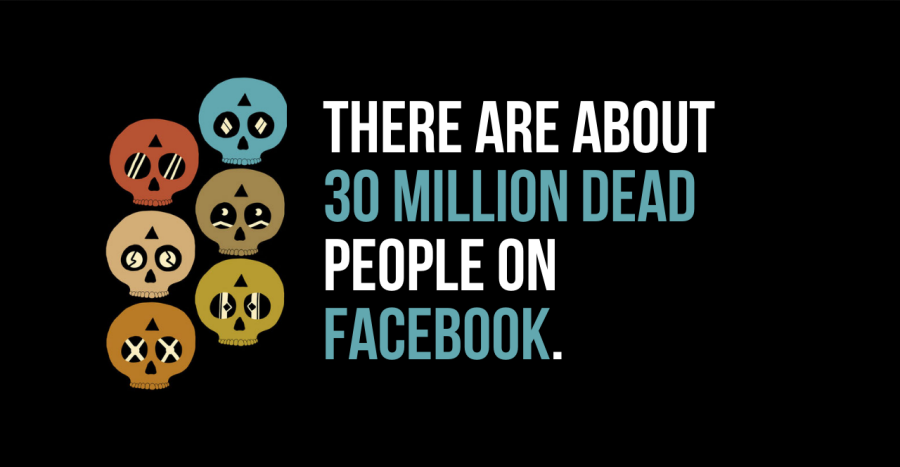 THERE ARE ABOUT
30 MILLION DEAD
PEOPLE ON
FACEBOOK.